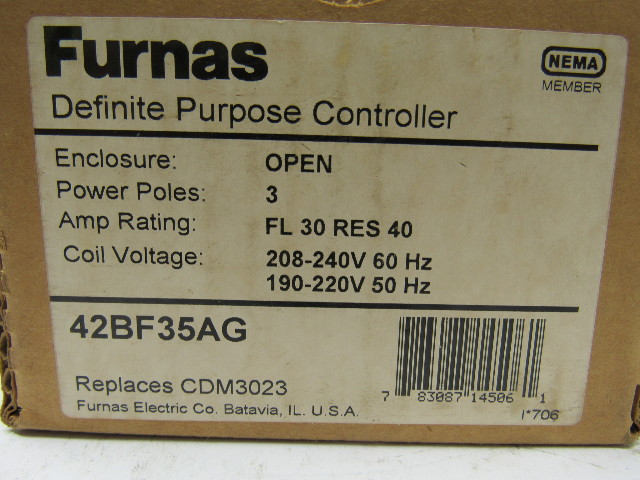 Furnas
NEMA
MEMBER
Definite Purpose Controller
Enclosure: OPEN
Power Poles: 3
Amp Rating: FL 30 RES 40
Coil Voltage: 208-240V 60 Hz
190-220V 50 Hz
42BF35AG
Replaces CDM3023
7 83087 14506 1
Furnas Electric Co. Batavia, IL. U.S.A.
I*706